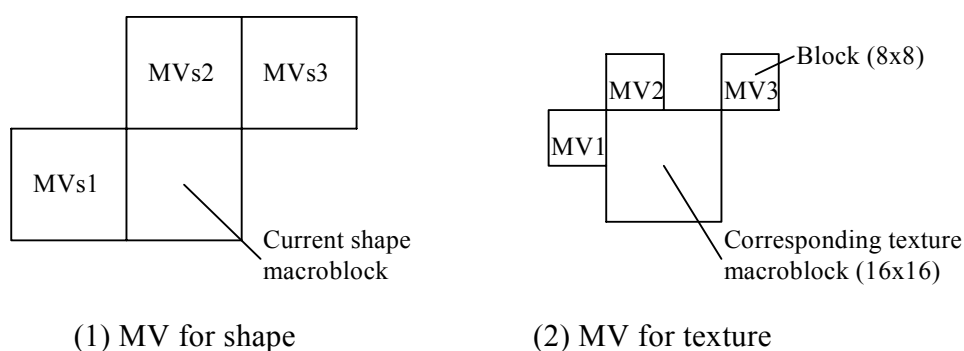 MVs2
MVs3
MVs1
Current shape
macroblock
(1) MV for shape
Block (8x8)
MV2
MV3
MV1
Corresponding texture
macroblock (16x16)
(2) MV for texture